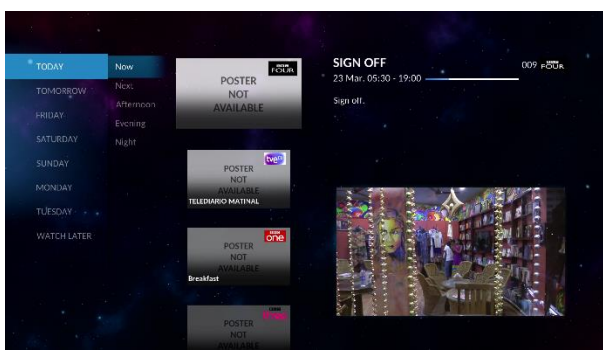 TODAY
TOMORROW
FRIDAY
SATURDAY
SUNDAY
MONDAY
TUESDAY
WATCH LATER
Now
Next
Afternoon
Evening
Night
BBC
FOUR
POSTER
NOT
AVAILABLE
tve
POSTER
NOT
AVAILABLE
TELEDIARIO MATINAL
BBC
one
POSTER
NOT
AVAILABLE
Breakfast
POSTER
NOT
AVAILABLE
SIGN OFF
009 BBC FOUR
23 Mar. 05:30 - 19:00
Sign off.